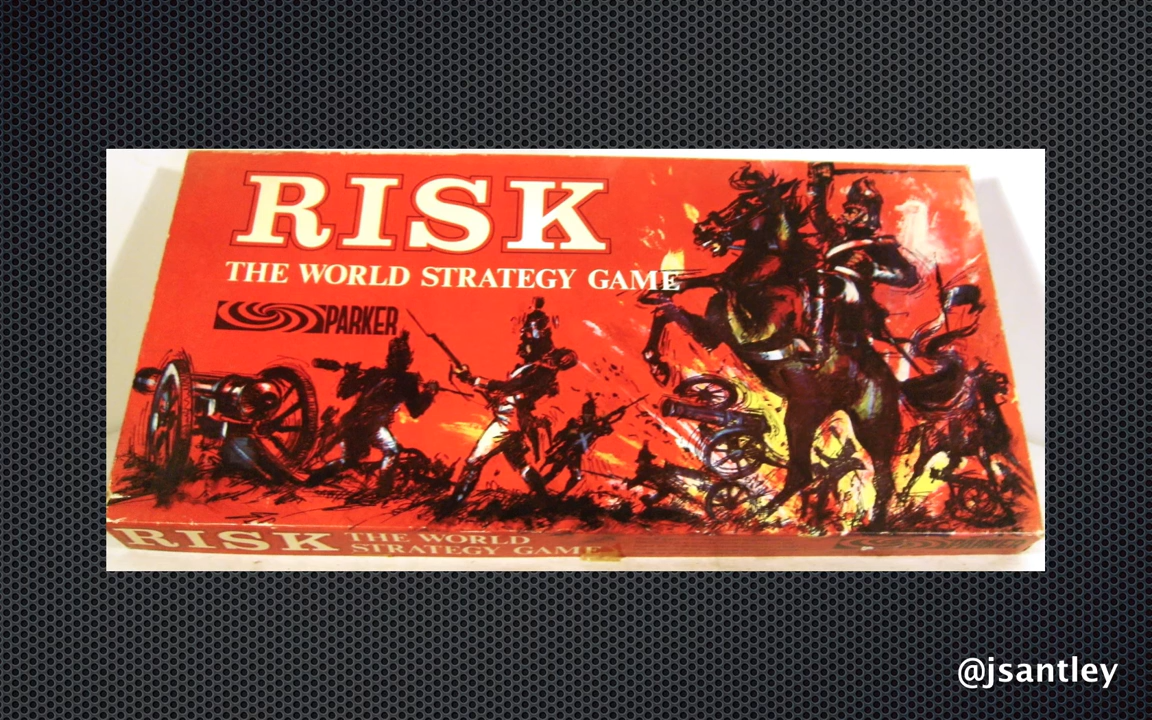 RISK
THE WORLD STRATEGY GAME
PARKER
RISK THE WORLD
STRATEGY GAME
@jsantley